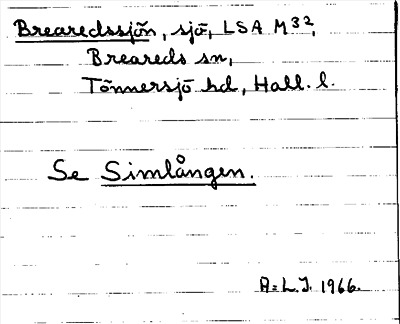 Brearedssjön, sjö, LSA M32,
Breareds sn,
Tönnersjö hd, Hall. l.
Se Simlången.
A-L.J. 1966.